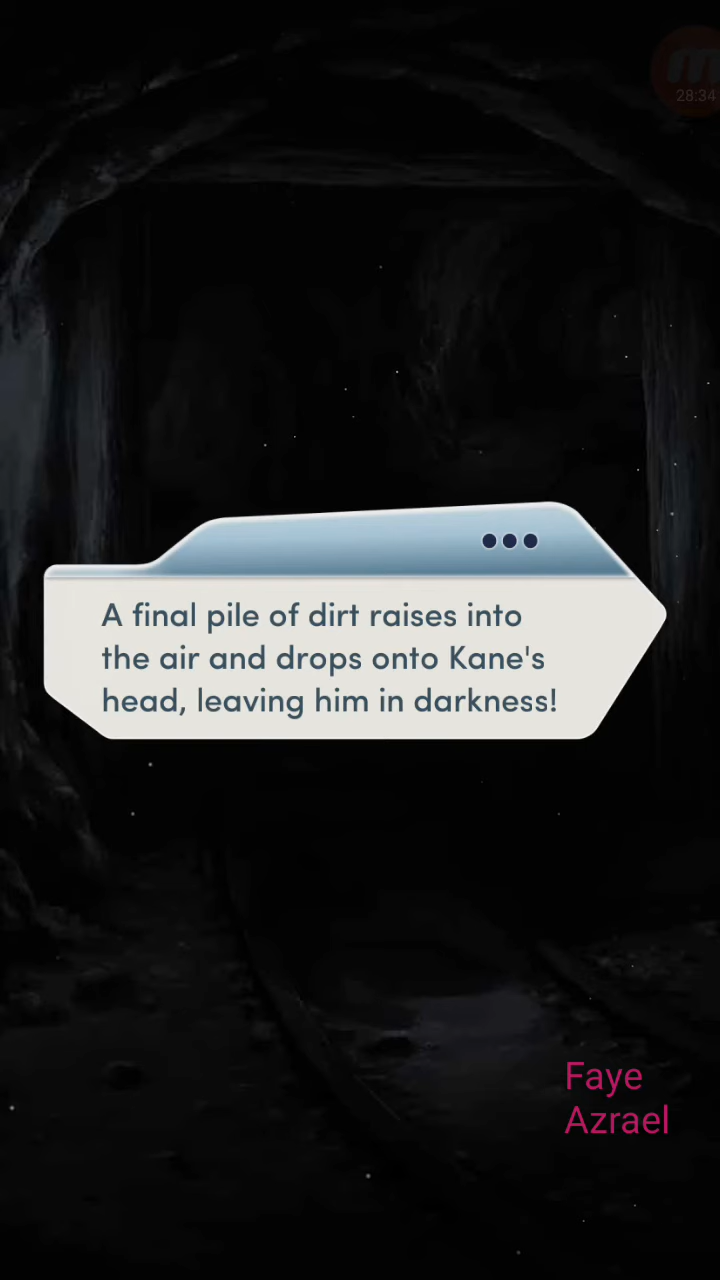 28:34
A final pile of dirt raises into
the air and drops onto Kane's
head, leaving him in darkness!
Faye
Azrael